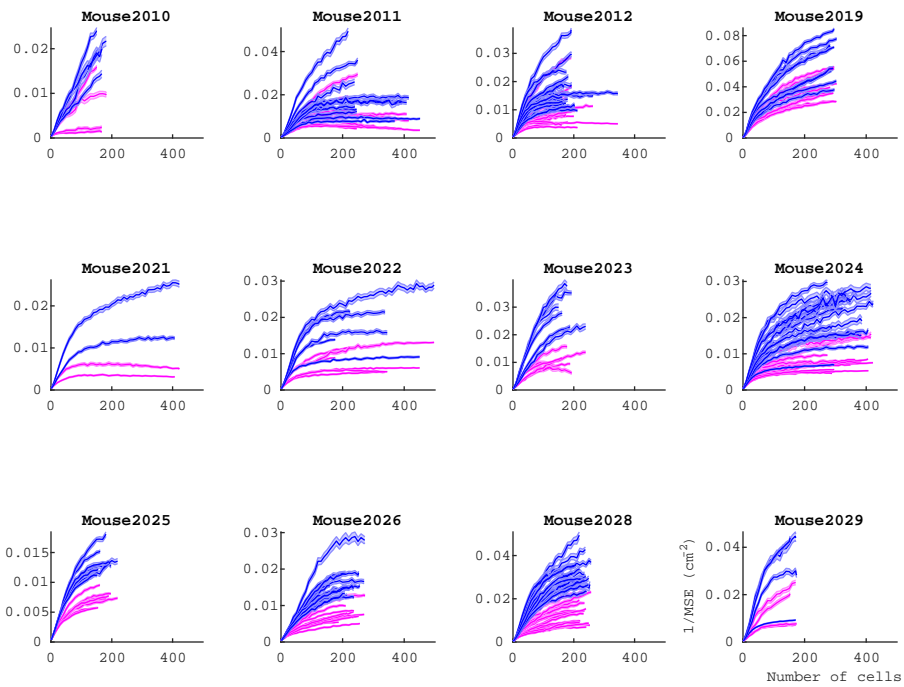 Mouse2010 Mouse2011 Mouse2012 Mouse2019
0.02 0.04 0.03 0.08
0.06
0.01 0.02 0.02 0.04
0.01 0.02
0 0 0 0
0 200 400 0 200 400 0 200 400 0 200 400
Mouse2021 Mouse2022 Mouse2023 Mouse2024
0.03 0.03
0.02 0.02 0.03 0.02
0.02
0.01 0.01 0.01 0.01
0 0 0 0
0 200 400 0 200 400 0 200 400 0 200 400
Mouse2025 Mouse2026 Mouse2028 Mouse2029
0.015 0.03 0.04 0.04
0.010 0.02
0.005 0.01 0.02 0.02
0 0 0 0
0 200 400 0 200 400 0 200 400 0 200 400
1/MSE (cm⁻²)
Number of cells